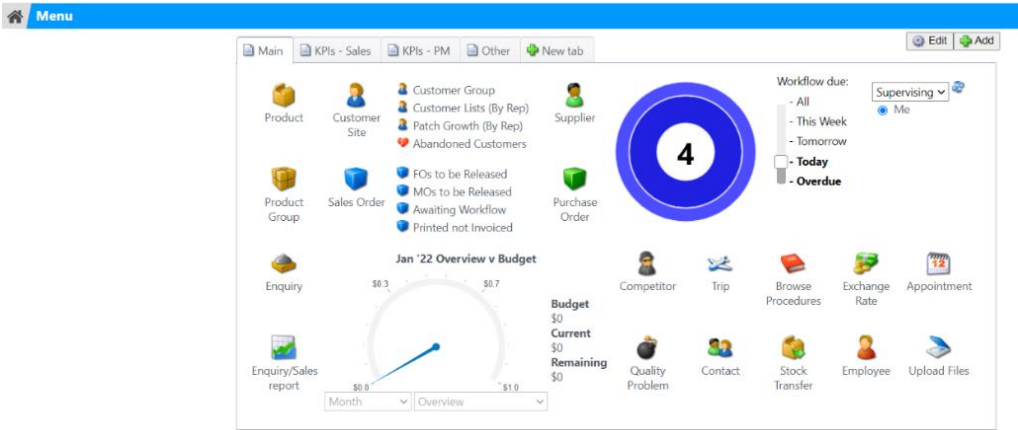 Menu
Edit
Add
Main
KPIs - Sales
KPIs - PM
Other
New tab
Product
Customer
Site
Customer Group
Customer Lists (By Rep)
Patch Growth (By Rep)
Abandoned Customers
Supplier
4
Workflow due:
- All
- This Week
- Tomorrow
- Today
- Overdue
Supervising
Me
Product
Group
Sales Order
FOs to be Released
MOs to be Released
Awaiting Workflow
Printed not Invoiced
Purchase
Order
Enquiry
Jan '22 Overview v Budget
$0.3
$0.7
$0.0
$1.0
Budget
$0
Current
$0
Remaining
$0
Month
Overview
Competitor
Trip
Browse
Procedures
Exchange
Rate
12
Appointment
Enquiry/Sales
report
Quality
Problem
Contact
Stock
Transfer
Employee
Upload Files